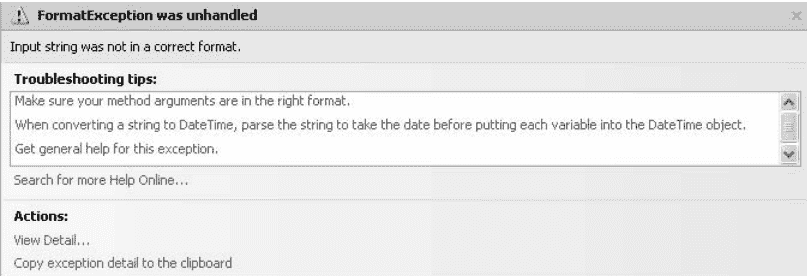 FormatException was unhandled
Input string was not in a correct format.
Troubleshooting tips:
Make sure your method arguments are in the right format.
When converting a string to DateTime, parse the string to take the date before putting each variable into the DateTime object.
Get general help for this exception.
Search for more Help Online...
Actions:
View Detail...
Copy exception detail to the clipboard